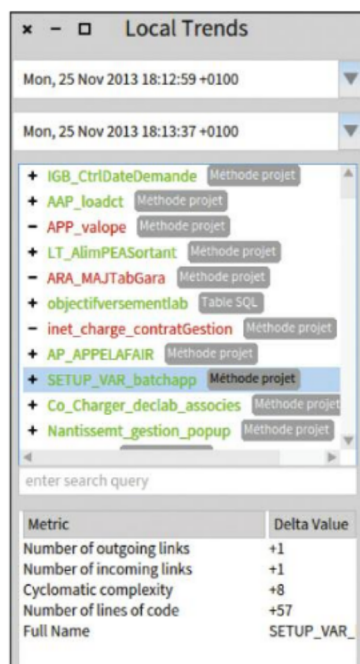 Local Trends
Mon, 25 Nov 2013 18:12:59 +0100
Mon, 25 Nov 2013 18:13:37 +0100
+ IGB_CtrlDateDemande Méthode projet
+ AAP_loadct Méthode projet
− APP_valope Méthode projet
+ LT_AlimPEASortant Méthode projet
− ARA_MAJTabGara Méthode projet
+ objectifversementlab Table SQL
− inet_charge_contratGestion Méthode projet
+ AP_APPELAFAIR Méthode projet
+ SETUP_VAR_batchapp Méthode projet
+ Co_Charger_declab_associes Méthode projet
+ Nantissemt_gestion_popup Méthode projet
enter search query
Metric Delta Value
Number of outgoing links +1
Number of incoming links +1
Cyclomatic complexity +8
Number of lines of code +57
Full Name SETUP_VAR_